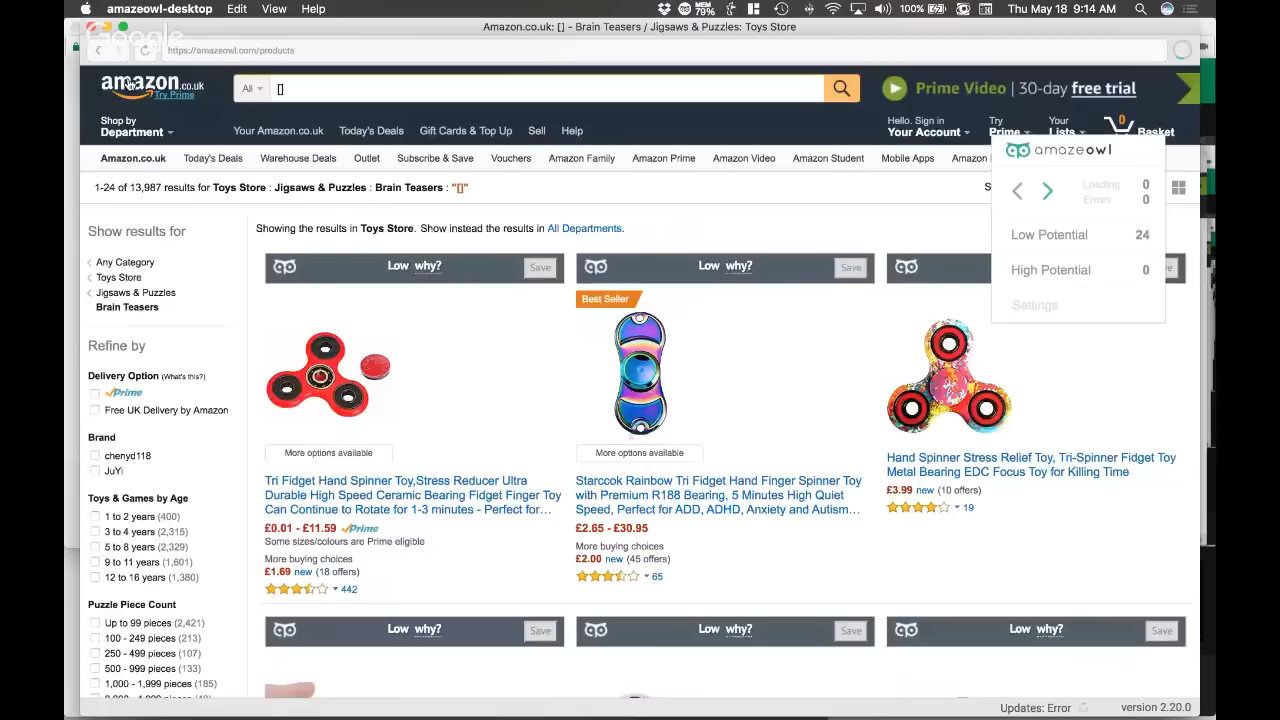 amazeowl-desktop Edit View Help
MEM 79% 100% Thu May 18 9:14 AM
Amazon.co.uk: [] - Brain Teasers / Jigsaws & Puzzles: Toys Store
Google
https://amazeowl.com/products
amazon.co.uk
Try Prime
All
[]
Prime Video | 30-day free trial
Shop by
Department
Your Amazon.co.uk Today's Deals Gift Cards & Top Up Sell Help
Hello. Sign in
Your Account
Try
Prime
Your
Lists
0
Basket
Amazon.co.uk Today's Deals Warehouse Deals Outlet Subscribe & Save Vouchers Amazon Family Amazon Prime Amazon Video Amazon Student Mobile Apps Amazon
amazeowl
Loading 0
Errors 0
Low Potential 24
High Potential 0
Settings
1-24 of 13,987 results for Toys Store : Jigsaws & Puzzles : Brain Teasers : "[]"
Show results for
Any Category
Toys Store
Jigsaws & Puzzles
Brain Teasers
Refine by
Delivery Option (What's this?)
Prime
Free UK Delivery by Amazon
Brand
chenyd118
JuYi
Toys & Games by Age
1 to 2 years (400)
3 to 4 years (2,315)
5 to 8 years (2,329)
9 to 11 years (1,601)
12 to 16 years (1,380)
Puzzle Piece Count
Up to 99 pieces (2,421)
100 - 249 pieces (213)
250 - 499 pieces (107)
500 - 999 pieces (133)
1,000 - 1,999 pieces (185)
Showing the results in Toys Store. Show instead the results in All Departments.
Low why? Save
Low why? Save
Best Seller
More options available
Tri Fidget Hand Spinner Toy,Stress Reducer Ultra
Durable High Speed Ceramic Bearing Fidget Finger Toy
Can Continue to Rotate for 1-3 minutes - Perfect for...
£0.01 - £11.59 Prime
Some sizes/colours are Prime eligible
More buying choices
£1.69 new (18 offers)
442
More options available
Starccok Rainbow Tri Fidget Hand Finger Spinner Toy
with Premium R188 Bearing, 5 Minutes High Quiet
Speed, Perfect for ADD, ADHD, Anxiety and Autism...
£2.65 - £30.95
More buying choices
£2.00 new (45 offers)
65
Hand Spinner Stress Relief Toy, Tri-Spinner Fidget Toy
Metal Bearing EDC Focus Toy for Killing Time
£3.99 new (10 offers)
19
Low why? Save
Low why? Save
Low why? Save
Updates: Error version 2.20.0